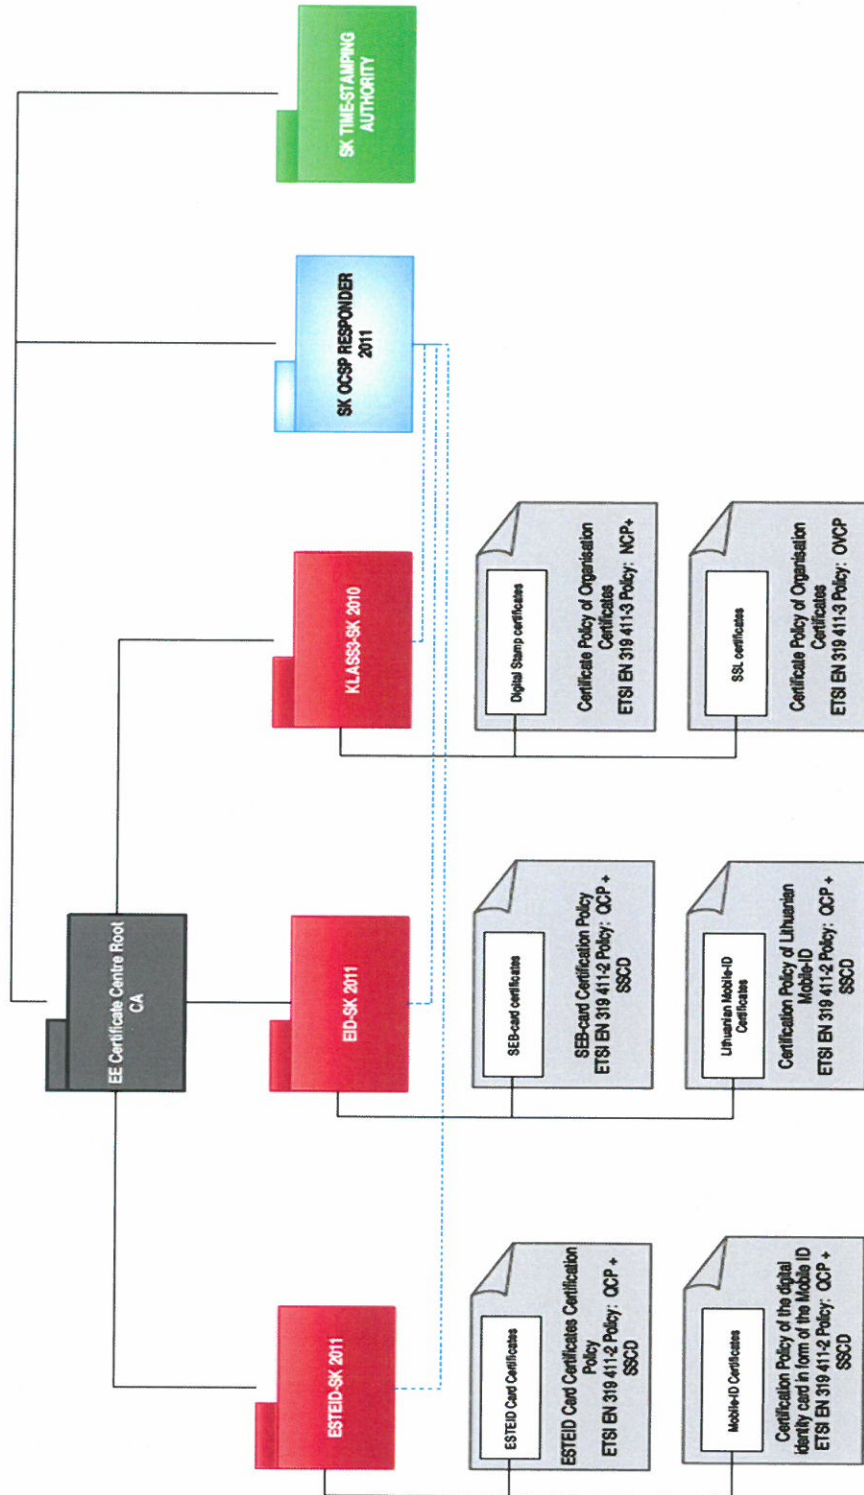 EE Certificate Centre Root
CA
ESTEID-SK 2011
EID-SK 2011
KLASS3-SK 2010
SK OCSP RESPONDER
2011
SK TIME-STAMPING
AUTHORITY
ESTEID Card Certificates
ESTEID Card Certificates Certification
Policy
ETSI EN 319 411-2 Policy: QCP +
SSCD
Mobile-ID Certificates
Certification Policy of the digital
identity card in form of the Mobile ID
ETSI EN 319 411-2 Policy: QCP +
SSCD
SEB-card certificates
SEB-card Certification Policy
ETSI EN 319 411-2 Policy: QCP +
SSCD
Lithuanian Mobile-ID
Certificates
Certification Policy of Lithuanian
Mobile-ID
ETSI EN 319 411-2 Policy: QCP +
SSCD
Digital Stamp certificates
Certificate Policy of Organisation
Certificates
ETSI EN 319 411-3 Policy: NCP+
SSL certificates
Certificate Policy of Organisation
Certificates
ETSI EN 319 411-3 Policy: OVCP